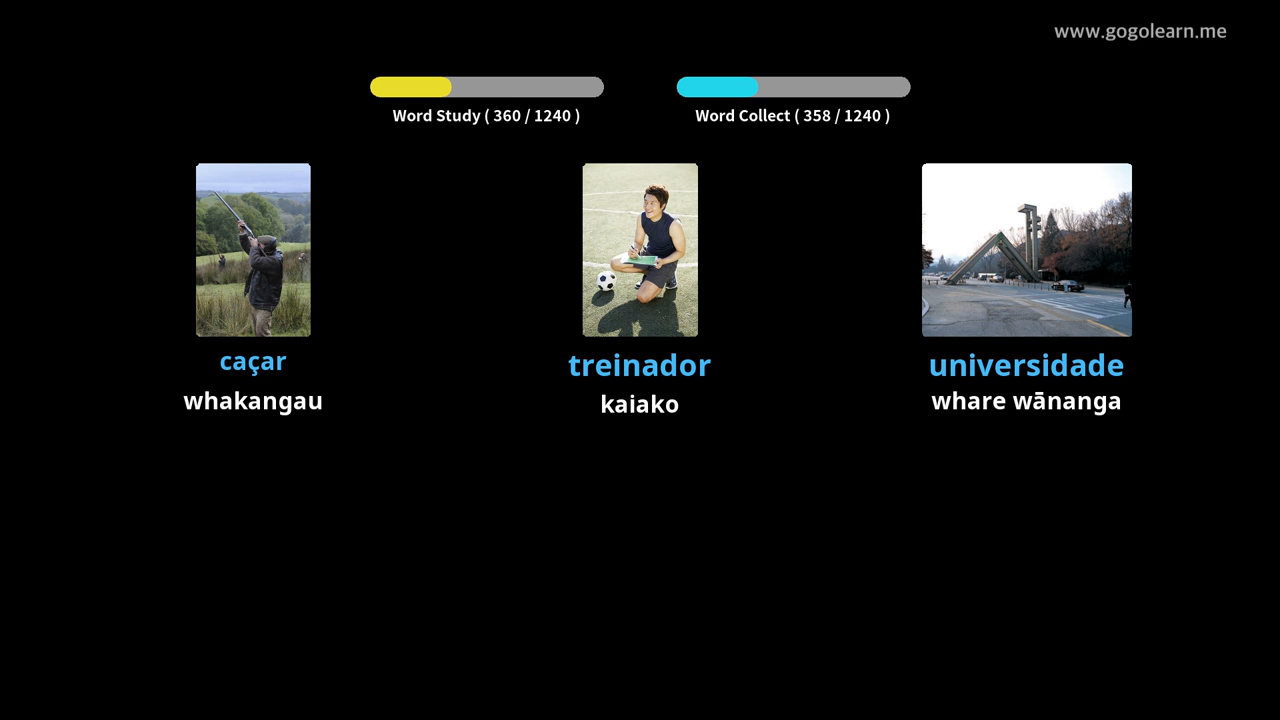 www.gogolearn.me
Word Study ( 360 / 1240 )
Word Collect ( 358 / 1240 )
caçar
treinador
universidade
whakangau
kaiako
whare wānanga